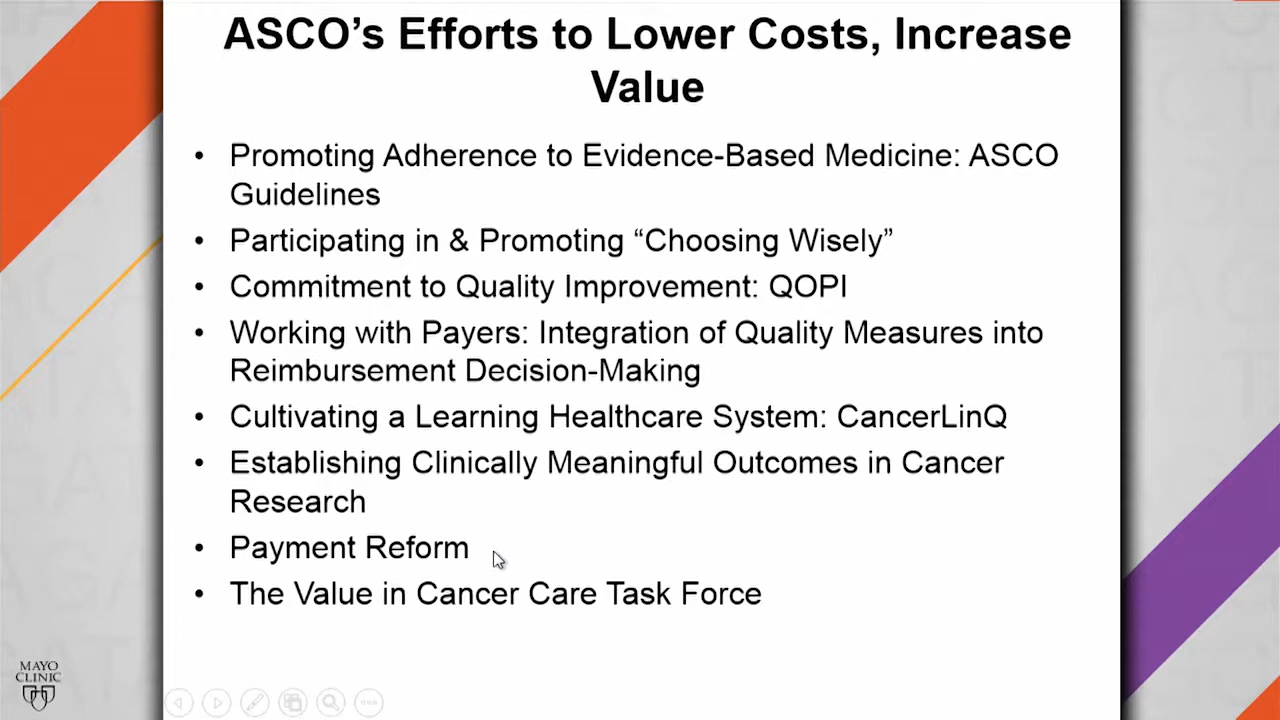 ASCO’s Efforts to Lower Costs, Increase
Value
• Promoting Adherence to Evidence-Based Medicine: ASCO
Guidelines
• Participating in & Promoting “Choosing Wisely”
• Commitment to Quality Improvement: QOPI
• Working with Payers: Integration of Quality Measures into
Reimbursement Decision-Making
• Cultivating a Learning Healthcare System: CancerLinQ
• Establishing Clinically Meaningful Outcomes in Cancer
Research
• Payment Reform
• The Value in Cancer Care Task Force
MAYO
CLINIC